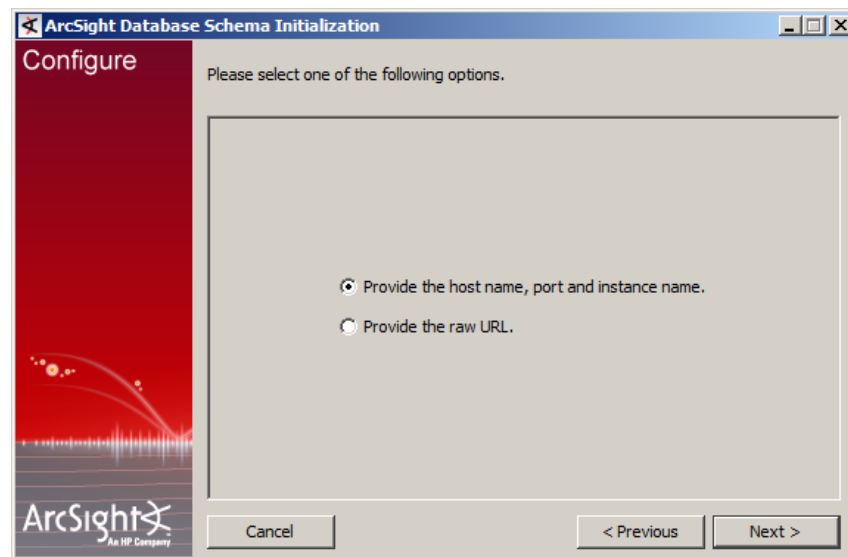 ArcSight Database Schema Initialization
Configure
Please select one of the following options.
Provide the host name, port and instance name.
Provide the raw URL.
ArcSight
An HP Company
Cancel
< Previous
Next >